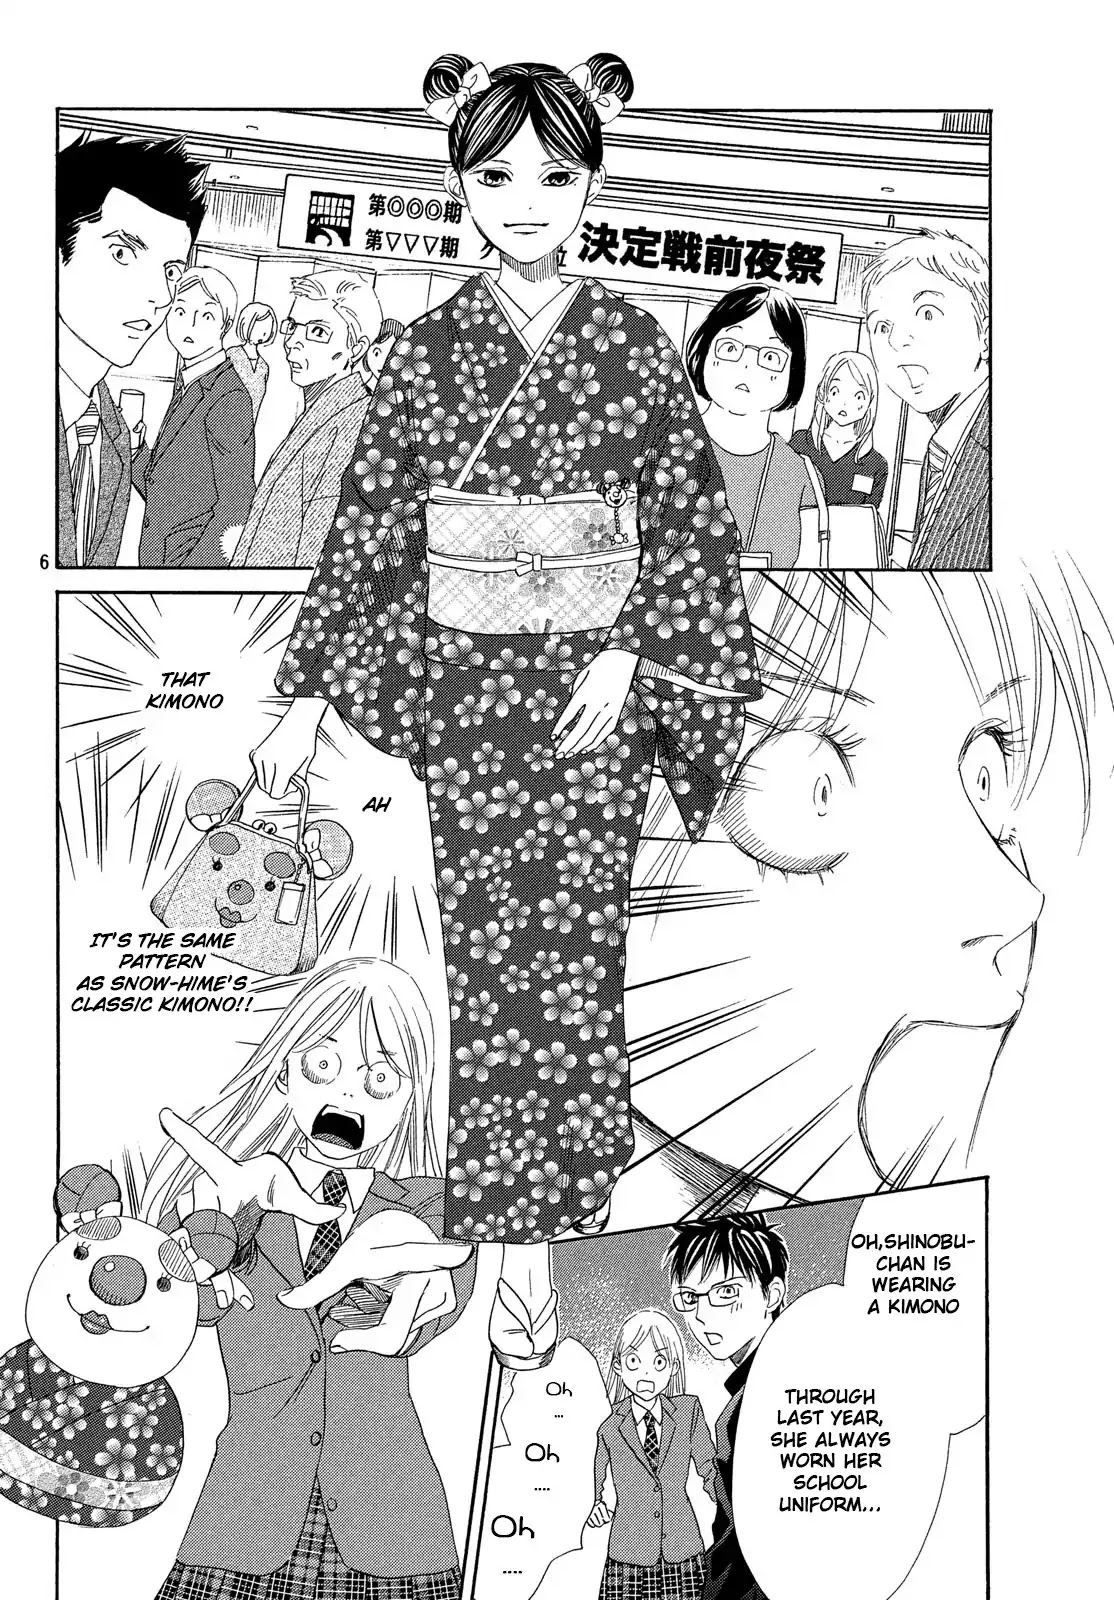 第○○○期
第▽▽▽期 ク
位
決定戦前夜祭
6
THAT
KIMONO
AH
IT'S THE SAME
PATTERN
AS SNOW-HIME'S
CLASSIC KIMONO!!
OH,SHINOBU-
CHAN IS
WEARING
A KIMONO
THROUGH
LAST YEAR,
SHE ALWAYS
WORN HER
SCHOOL
UNIFORM...
Oh
...
Oh
....
Oh
....